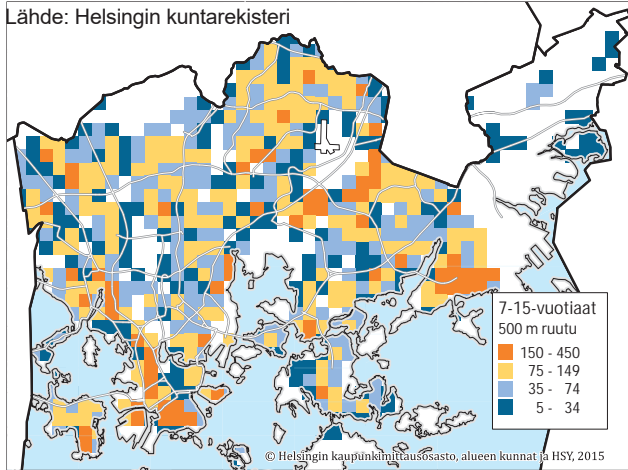 Lähde: Helsingin kuntarekisteri
7-15-vuotiaat
500 m ruutu
150 - 450
75 - 149
35 - 74
5 - 34
© Helsingin kaupunkimittausosasto, alueen kunnat ja HSY, 2015